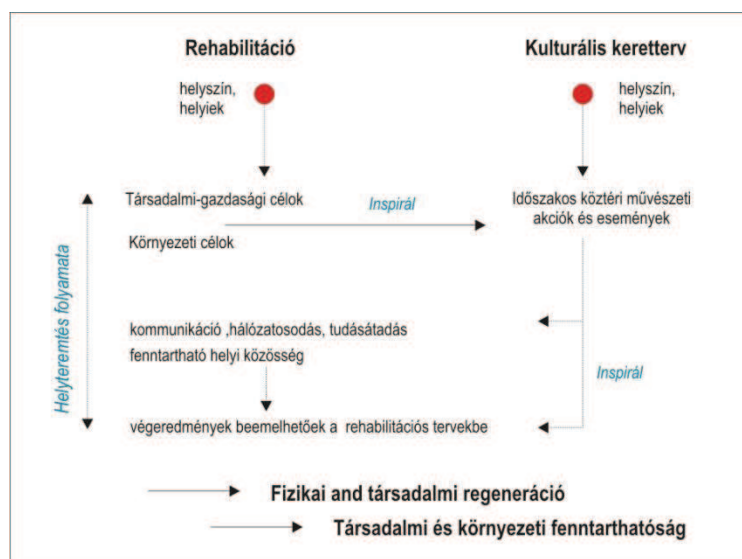 Rehabilitáció
Kulturális keretterv
helyszín,
helyiek
helyszín,
helyiek
Társadalmi-gazdasági célok
Inspirál
Időszakos köztéri művészeti
akciók és események
Környezeti célok
Helyteremtés folyamata
kommunikáció ,hálózatosodás, tudásátadás
fenntartható helyi közösség
Inspirál
végeredmények beemelhetőek a rehabilitációs tervekbe
Fizikai and társadalmi regeneráció
Társadalmi és környezeti fenntarthatóság